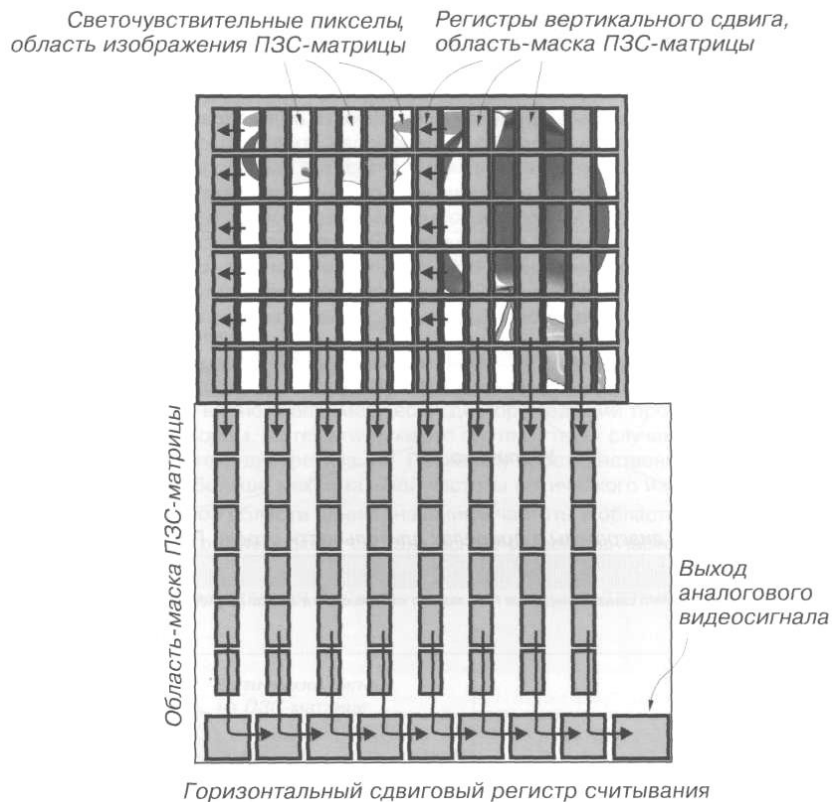 Светочувствительные пиксели,
область изображения ПЗС-матрицы
Регистры вертикального сдвига,
область-маска ПЗС-матрицы
Область-маска ПЗС-матрицы
Выход
аналогового
видеосигнала
Горизонтальный сдвиговый регистр считывания